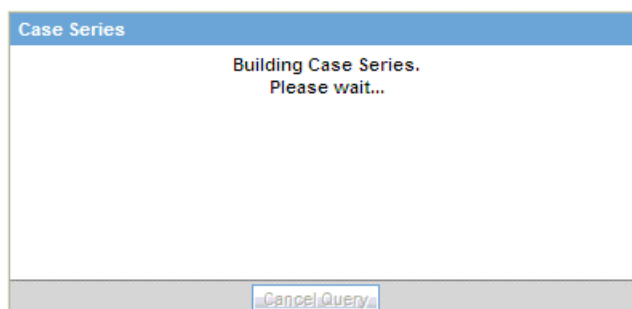 Case Series
Building Case Series.
Please wait...
Cancel Query